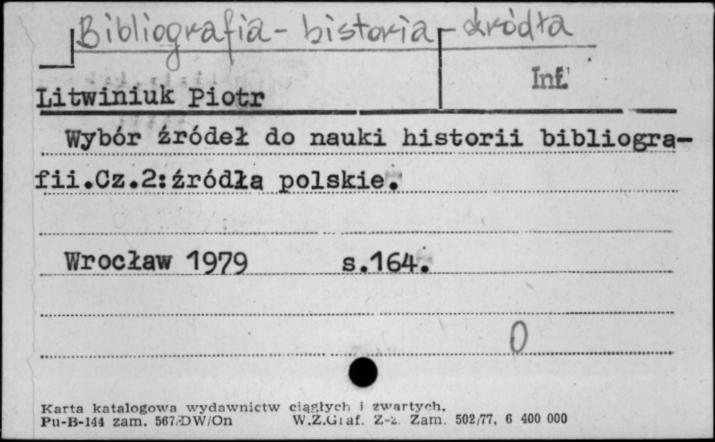 Bibliografia - historia - źródła
Inf.
Litwiniuk Piotr
Wybór źródeł do nauki historii bibliogra-
fii.Cz.2:źródła polskie.
Wrocław 1979 s.164.
0
Karta katalogowa wydawnictw ciągłych i zwartych.
Pu-B-144 zam. 567/DW/On W.Z.Graf. Z-2. Zam. 502/77, 6 400 000